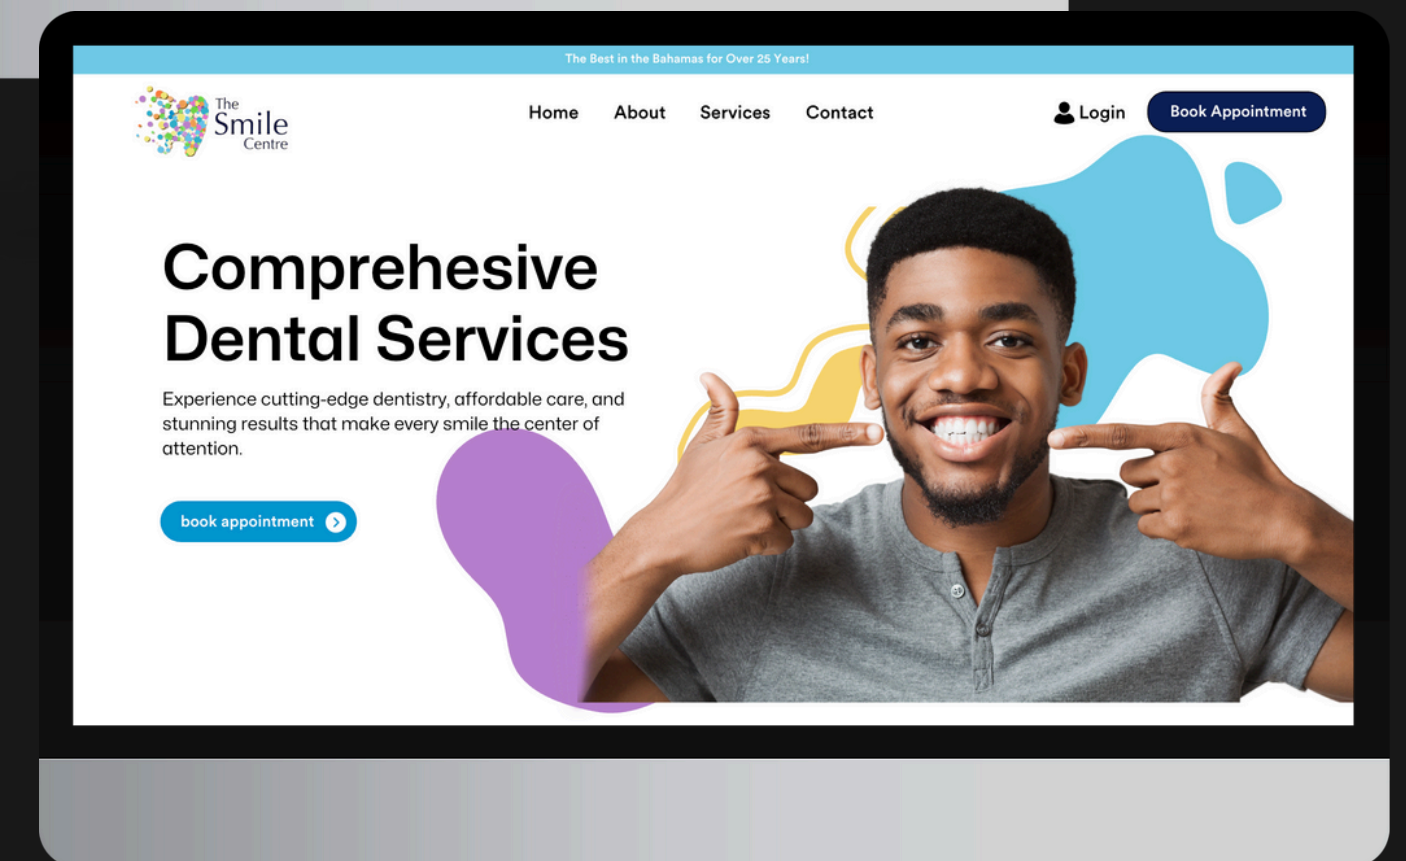 The Best in the Bahamas for Over 25 Years!
The
Smile
Centre
Home About Services Contact
Login
Book Appointment
Comprehesive
Dental Services
Experience cutting-edge dentistry, affordable care, and
stunning results that make every smile the center of
attention.
book appointment